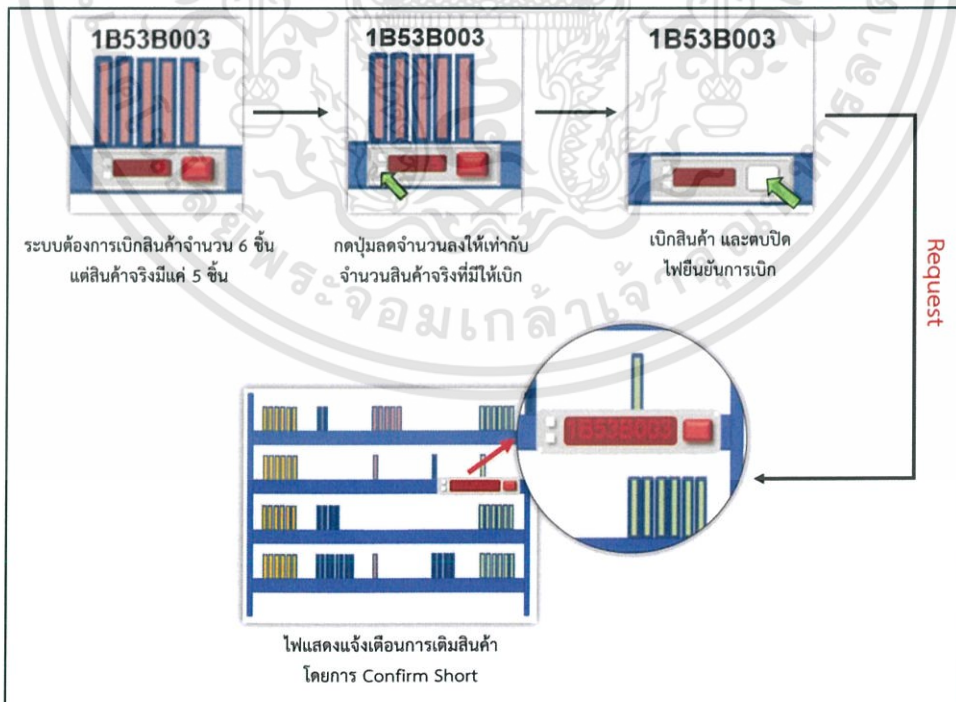 1B53B003
1B53B003
1B53B003
ระบบต้องการเบิกสินค้าจำนวน 6 ชิ้น
แต่สินค้าจริงมีแค่ 5 ชิ้น
กดปุ่มลดจำนวนลงให้เท่ากับ
จำนวนสินค้าจริงที่มีให้เบิก
เบิกสินค้า และตบปิด
ไฟยืนยันการเบิก
Request
1B53B003
ไฟแสดงแจ้งเตือนการเติมสินค้า
โดยการ Confirm Short